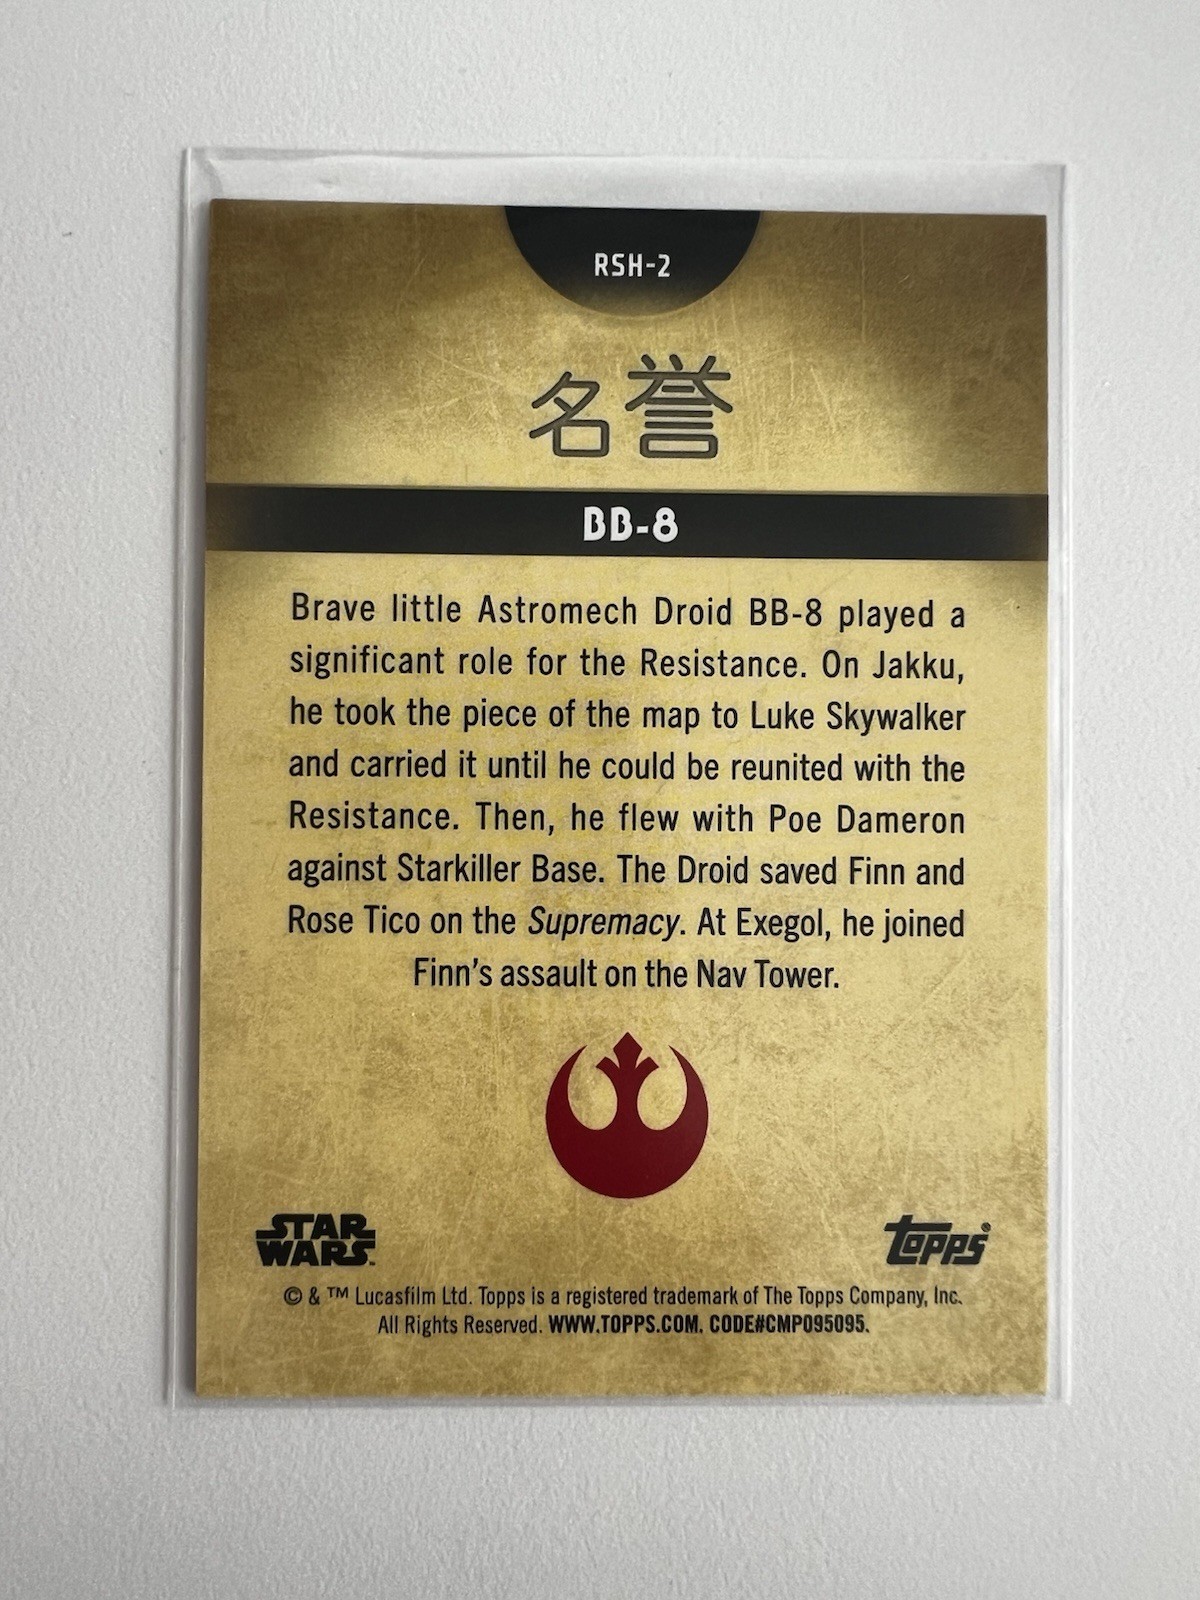 RSH-2
名誉
BB-8
Brave little Astromech Droid BB-8 played a
significant role for the Resistance. On Jakku,
he took the piece of the map to Luke Skywalker
and carried it until he could be reunited with the
Resistance. Then, he flew with Poe Dameron
against Starkiller Base. The Droid saved Finn and
Rose Tico on the Supremacy. At Exegol, he joined
Finn's assault on the Nav Tower.
STAR
WARS
Topps®
© & ™ Lucasfilm Ltd. Topps is a registered trademark of The Topps Company, Inc.
All Rights Reserved. WWW.TOPPS.COM. CODE#CMP095095.